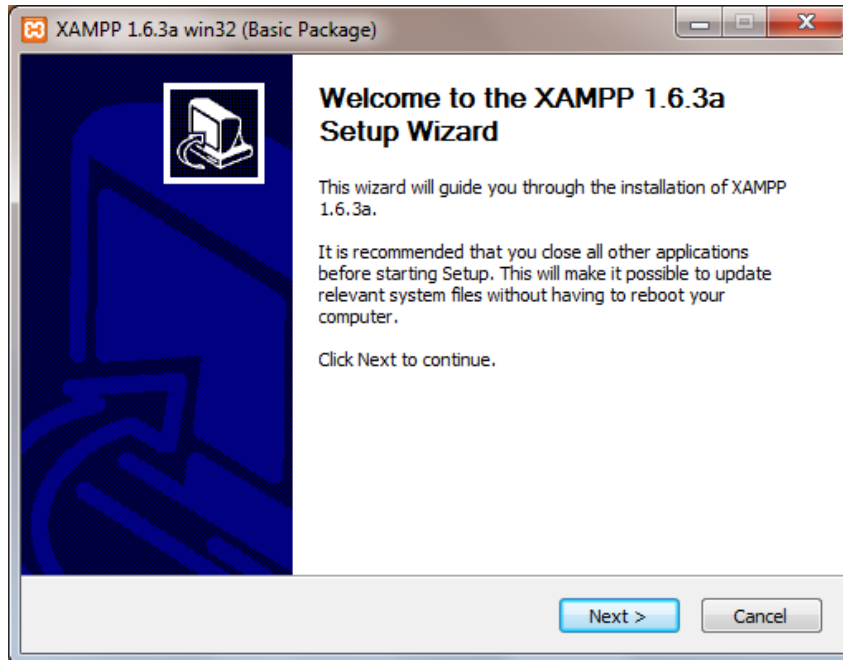 XAMPP 1.6.3a win32 (Basic Package)
Welcome to the XAMPP 1.6.3a
Setup Wizard
This wizard will guide you through the installation of XAMPP
1.6.3a.
It is recommended that you close all other applications
before starting Setup. This will make it possible to update
relevant system files without having to reboot your
computer.
Click Next to continue.
Next >
Cancel